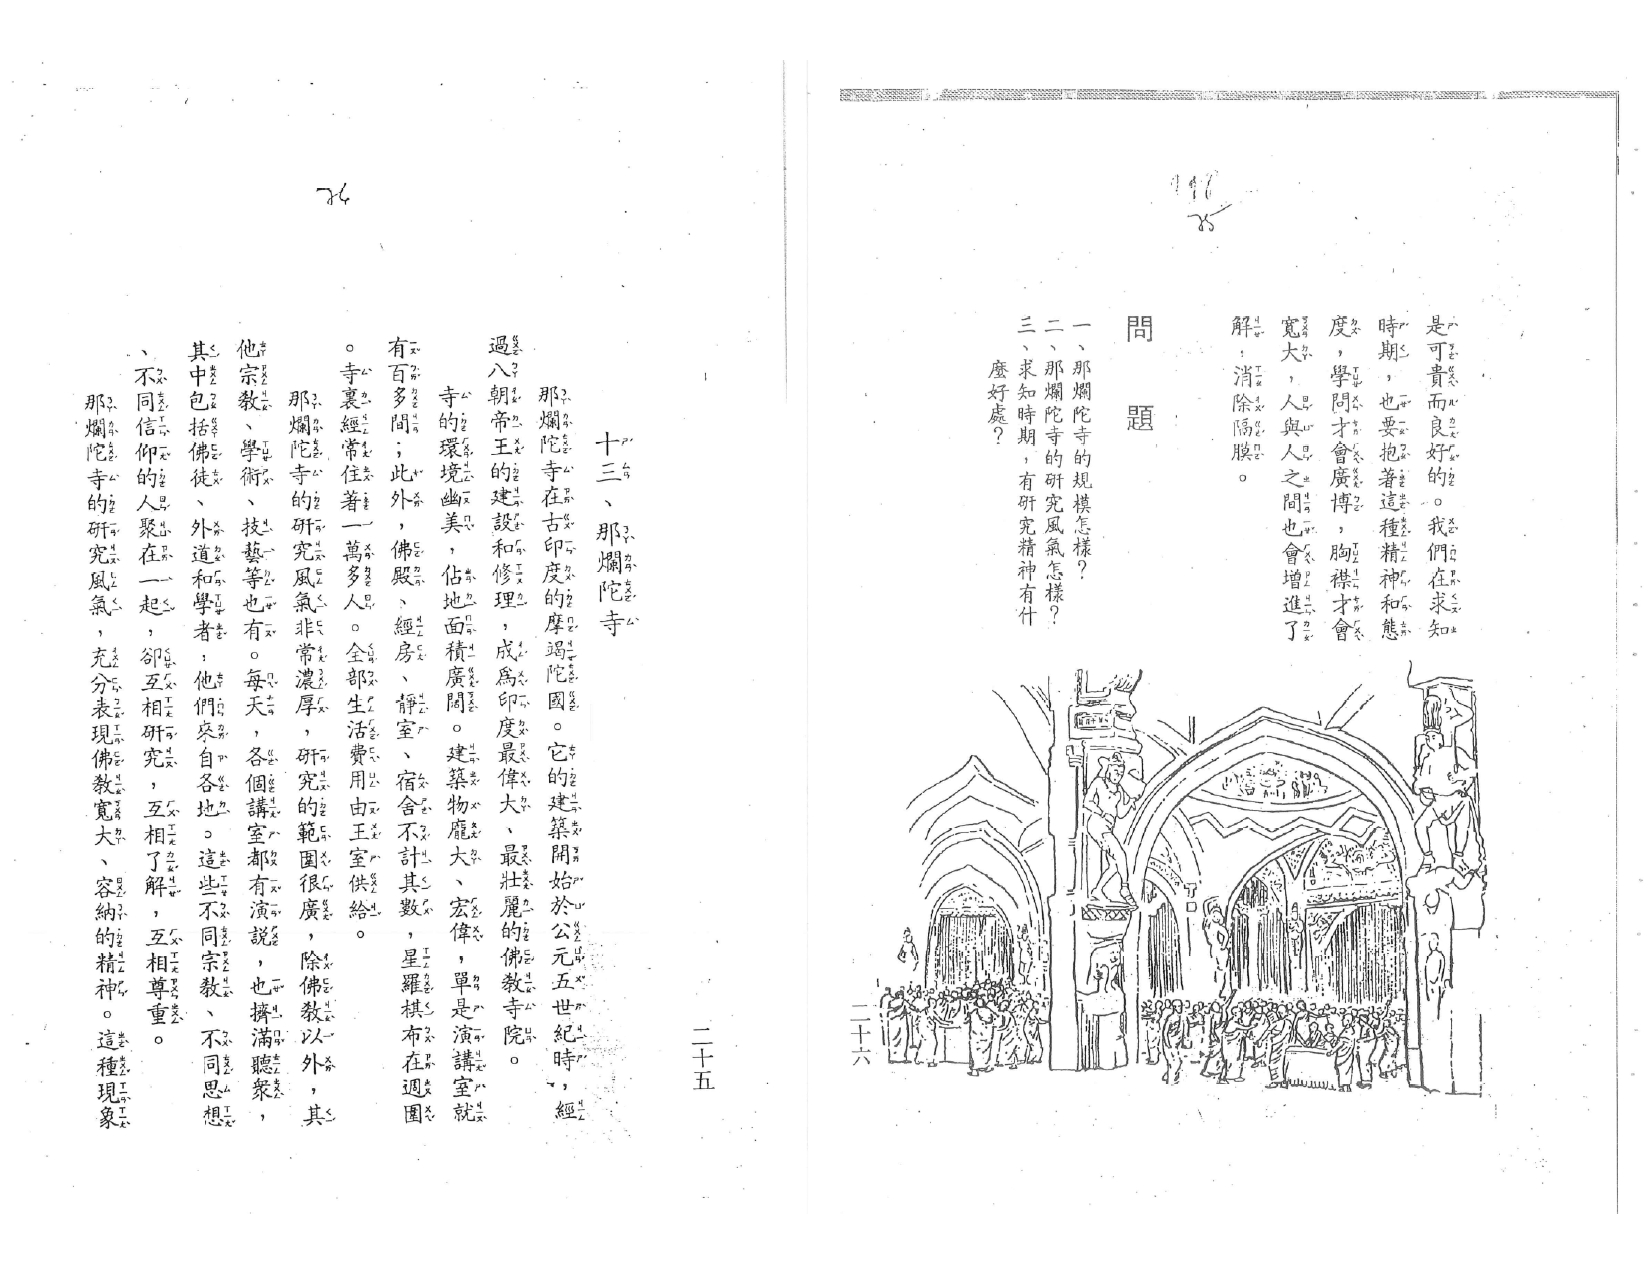 二十五
十三、那爛陀寺
那爛陀寺在古印度的摩竭陀國。它的建築開始於公元五世紀時，經
過八朝帝王的建設和修理，成為印度最偉大、最壯麗的佛教寺院。
寺的環境幽美，佔地面積廣闊。建築物龐大、宏偉，單是演講室就
有百多間；此外，佛殿、經房、靜室、宿舍不計其數，星羅棋布在週圍
。寺裏經常住著一萬多人。全部生活費用由王室供給。
那爛陀寺的研究風氣非常濃厚，研究的範圍很廣，除佛教以外，其
他宗教、學術、技藝等也有。每天，各個講室都有演說，也擠滿聽衆，
其中包括佛徒、外道和學者；他們來自各地。這些不同宗教、不同思想
、不同信仰的人聚在一起，卻互相研究，互相了解，互相尊重。
那爛陀寺的研究風氣，充分表現佛教寬大、容納的精神。這種現象
是可貴而良好的。我們在求知
時期，也要抱著這種精神和態
度，學問才會廣博，胸襟才會
寬大，人與人之間也會增進了
解，消除隔膜。
問題
一、那爛陀寺的規模怎樣？
二、那爛陀寺的研究風氣怎樣？
三、求知時期，有研究精神有什
麼好處？
二十六